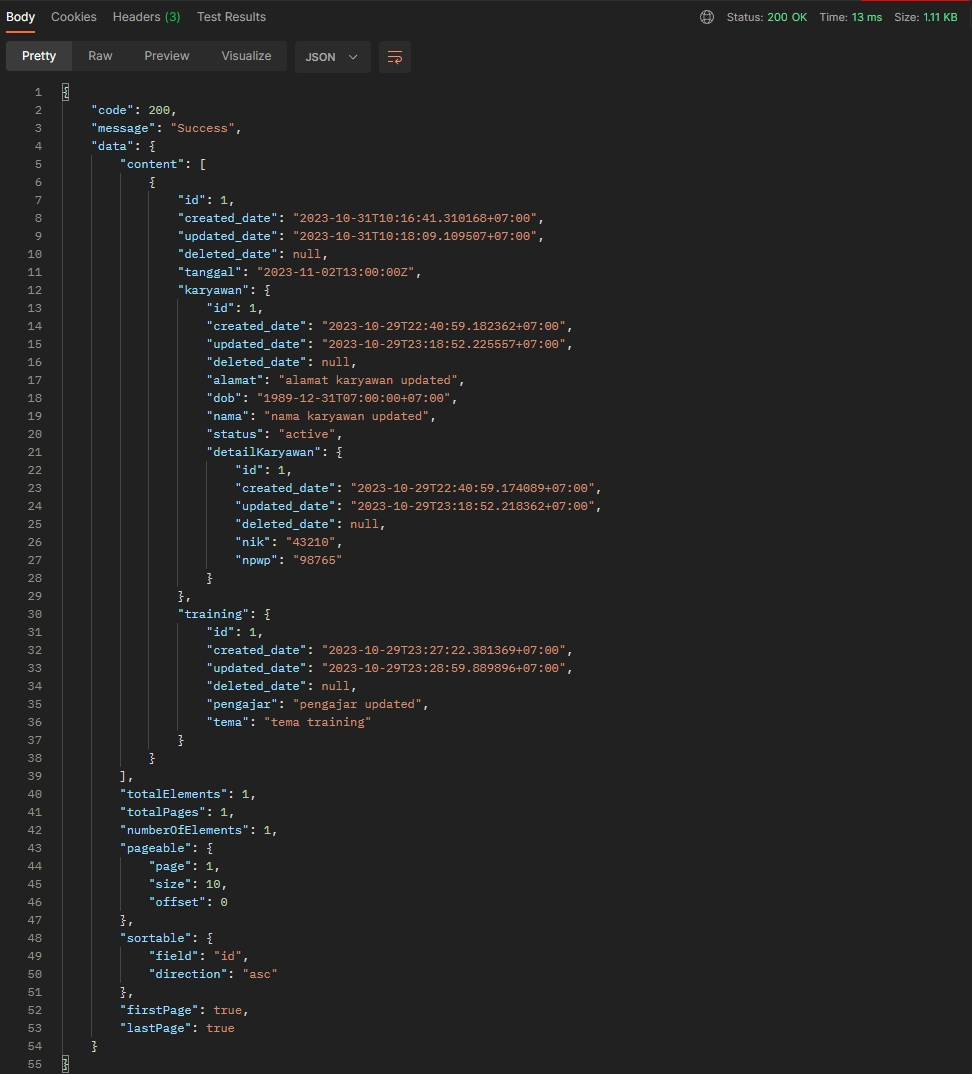 Body Cookies Headers (3) Test Results Status: 200 OK Time: 13 ms Size: 1.11 KB
Pretty Raw Preview Visualize JSON
1 {
2 "code": 200,
3 "message": "Success",
4 "data": {
5 "content": [
6 {
7 "id": 1,
8 "created_date": "2023-10-31T10:16:41.310168+07:00",
9 "updated_date": "2023-10-31T10:18:09.109507+07:00",
10 "deleted_date": null,
11 "tanggal": "2023-11-02T13:00:00Z",
12 "karyawan": {
13 "id": 1,
14 "created_date": "2023-10-29T22:40:59.182362+07:00",
15 "updated_date": "2023-10-29T23:18:52.225557+07:00",
16 "deleted_date": null,
17 "alamat": "alamat karyawan updated",
18 "dob": "1989-12-31T07:00:00+07:00",
19 "nama": "nama karyawan updated",
20 "status": "active",
21 "detailKaryawan": {
22 "id": 1,
23 "created_date": "2023-10-29T22:40:59.174089+07:00",
24 "updated_date": "2023-10-29T23:18:52.218362+07:00",
25 "deleted_date": null,
26 "nik": "43210",
27 "npwp": "98765"
28 }
29 },
30 "training": {
31 "id": 1,
32 "created_date": "2023-10-29T23:27:22.381369+07:00",
33 "updated_date": "2023-10-29T23:28:59.889896+07:00",
34 "deleted_date": null,
35 "pengajar": "pengajar updated",
36 "tema": "tema training"
37 }
38 }
39 ],
40 "totalElements": 1,
41 "totalPages": 1,
42 "numberOfElements": 1,
43 "pageable": {
44 "page": 1,
45 "size": 10,
46 "offset": 0
47 },
48 "sortable": {
49 "field": "id",
50 "direction": "asc"
51 },
52 "firstPage": true,
53 "lastPage": true
54 }
55 }